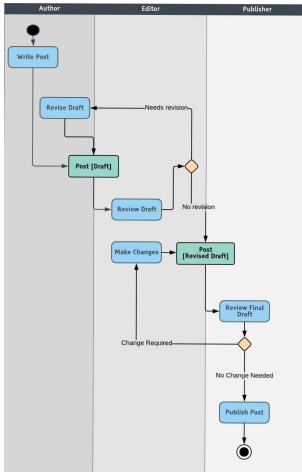 Author
Editor
Publisher
Write Post
Revise Draft
Needs revision
Post [Draft]
Review Draft
No revision
Make Changes
Post
[Revised Draft]
Review Final
Draft
Change Required
No Change Needed
Publish Post